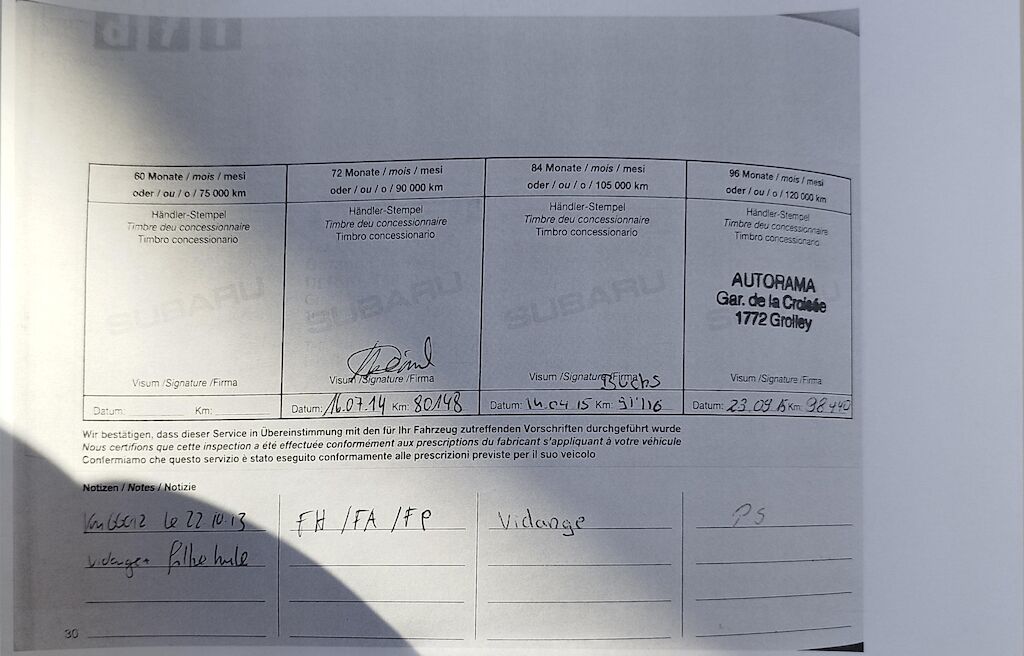 60 Monate / mois / mesi
oder / ou / o / 75 000 km
Händler-Stempel
Timbre deu concessionnaire
Timbro concessionario
SUBARU
Visum /Signature /Firma
Datum: Km:
72 Monate / mois / mesi
oder / ou / o / 90 000 km
Händler-Stempel
Timbre deu concessionnaire
Timbro concessionario
SUBARU
Visum /Signature /Firma
Datum: 16.07.14 Km: 80148
84 Monate / mois / mesi
oder / ou / o / 105 000 km
Händler-Stempel
Timbre deu concessionnaire
Timbro concessionario
SUBARU
Visum /Signature /Firma
Datum: 14.04 15 Km: 91'116
96 Monate / mois / mesi
oder / ou / o / 120 000 km
Händler-Stempel
Timbre deu concessionnaire
Timbro concessionario
AUTORAMA
Gar. de la Croisée
1772 Grolley
Visum /Signature /Firma
Datum: 23.09.15 Km: 98440
Wir bestätigen, dass dieser Service in Übereinstimmung mit den für Ihr Fahrzeug zutreffenden Vorschriften durchgeführt wurde
Nous certifions que cette inspection a été effectuée conformément aux prescriptions du fabricant s'appliquant à votre véhicule
Confermiamo che questo servizio è stato eseguito conformamente alle prescrizioni previste per il suo veicolo
Notizen / Notes / Notizie
le 22.10.13
vidange + filtre huile
FH /FA /FP
Vidange
PS
30